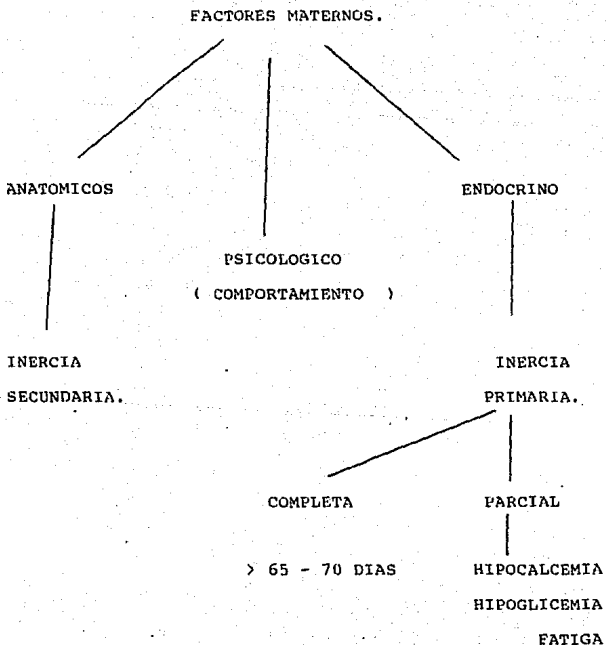 FACTORES MATERNOS.
ANATOMICOS
ENDOCRINO
PSICOLOGICO
( COMPORTAMIENTO )
INERCIA
SECUNDARIA.
INERCIA
PRIMARIA.
COMPLETA
PARCIAL
> 65 - 70 DIAS
HIPOCALCEMIA
HIPOGLICEMIA
FATIGA